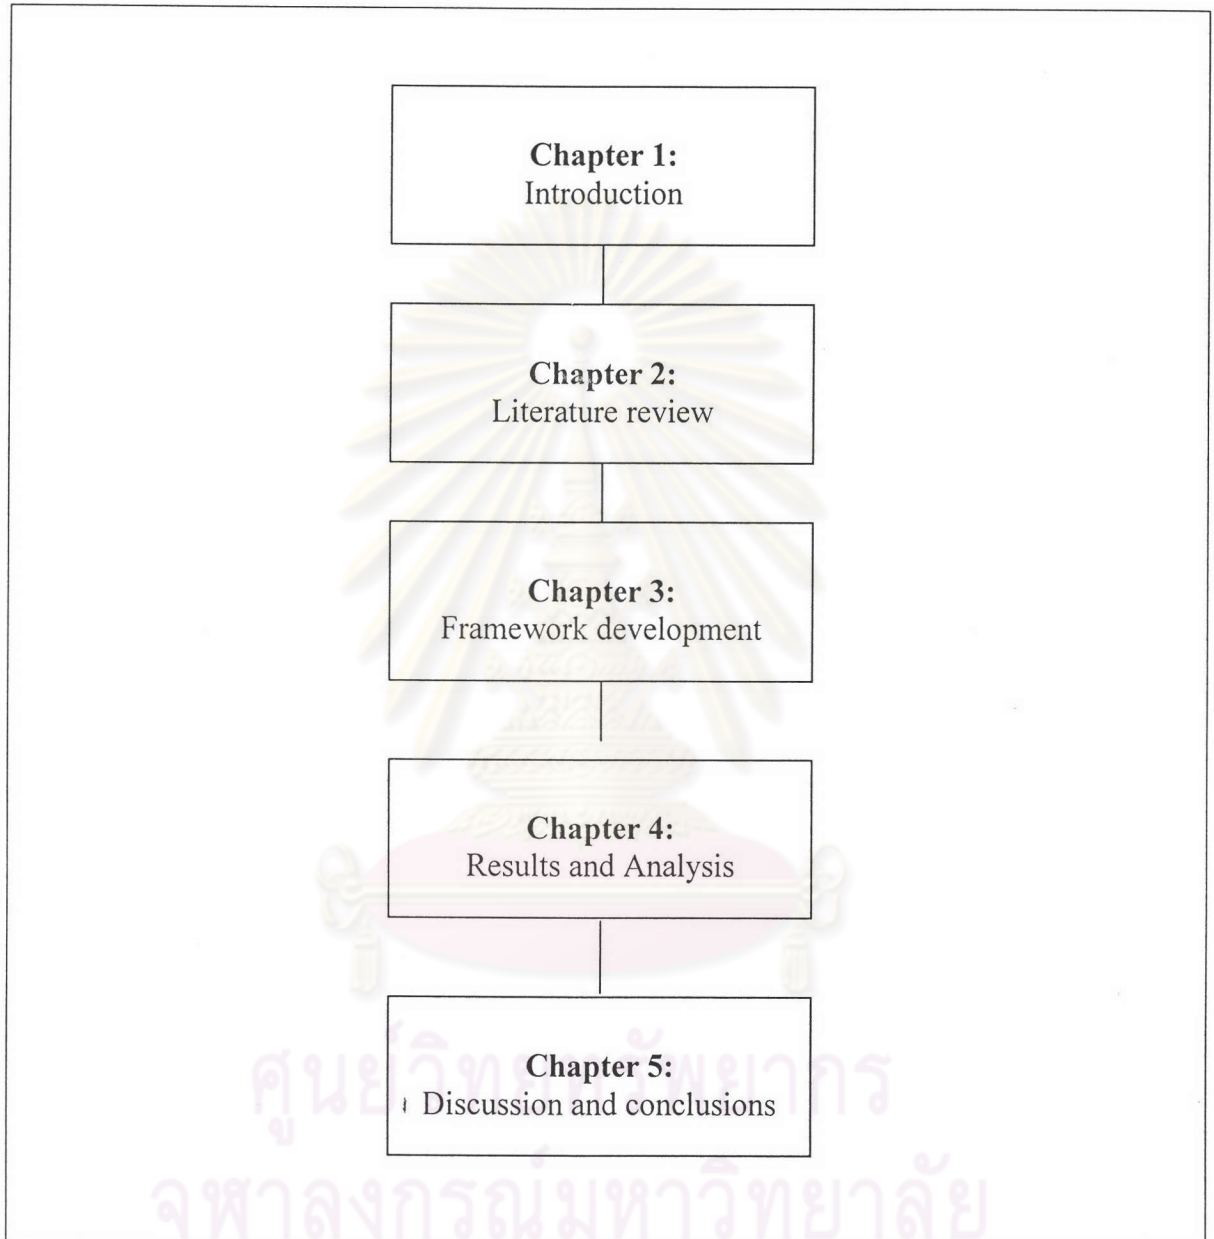 Chapter 1:
Introduction
Chapter 2:
Literature review
Chapter 3:
Framework development
Chapter 4:
Results and Analysis
Chapter 5:
Discussion and conclusions
ศูนย์วิทยทรัพยากร
จุฬาลงกรณ์มหาวิทยาลัย